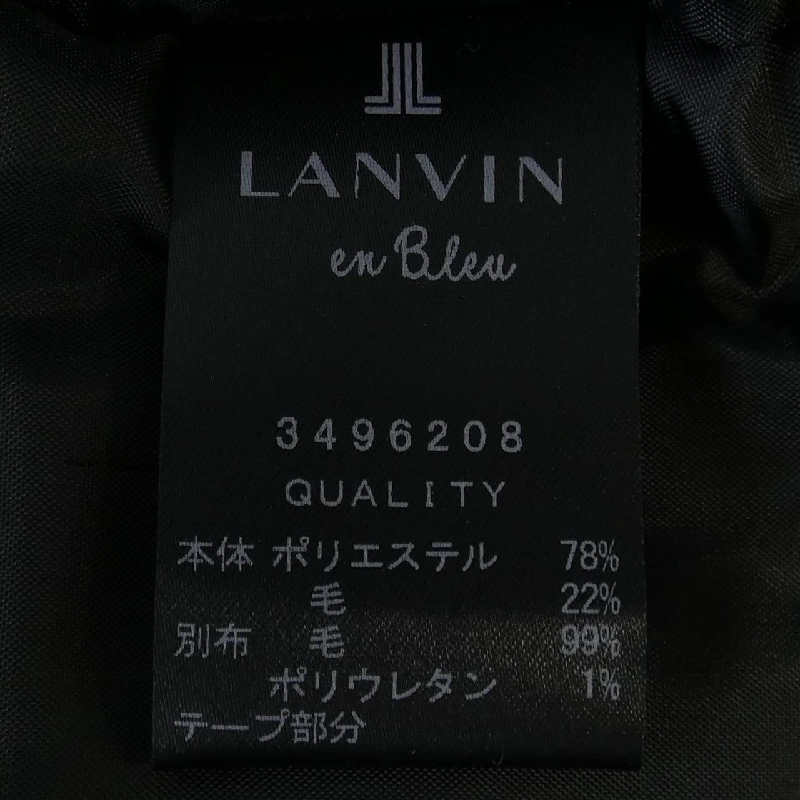 LANVIN
en Bleu
3496208
QUALITY
本体 ポリエステル 78%
毛 22%
別布 毛 99%
ポリウレタン 1%
テープ部分